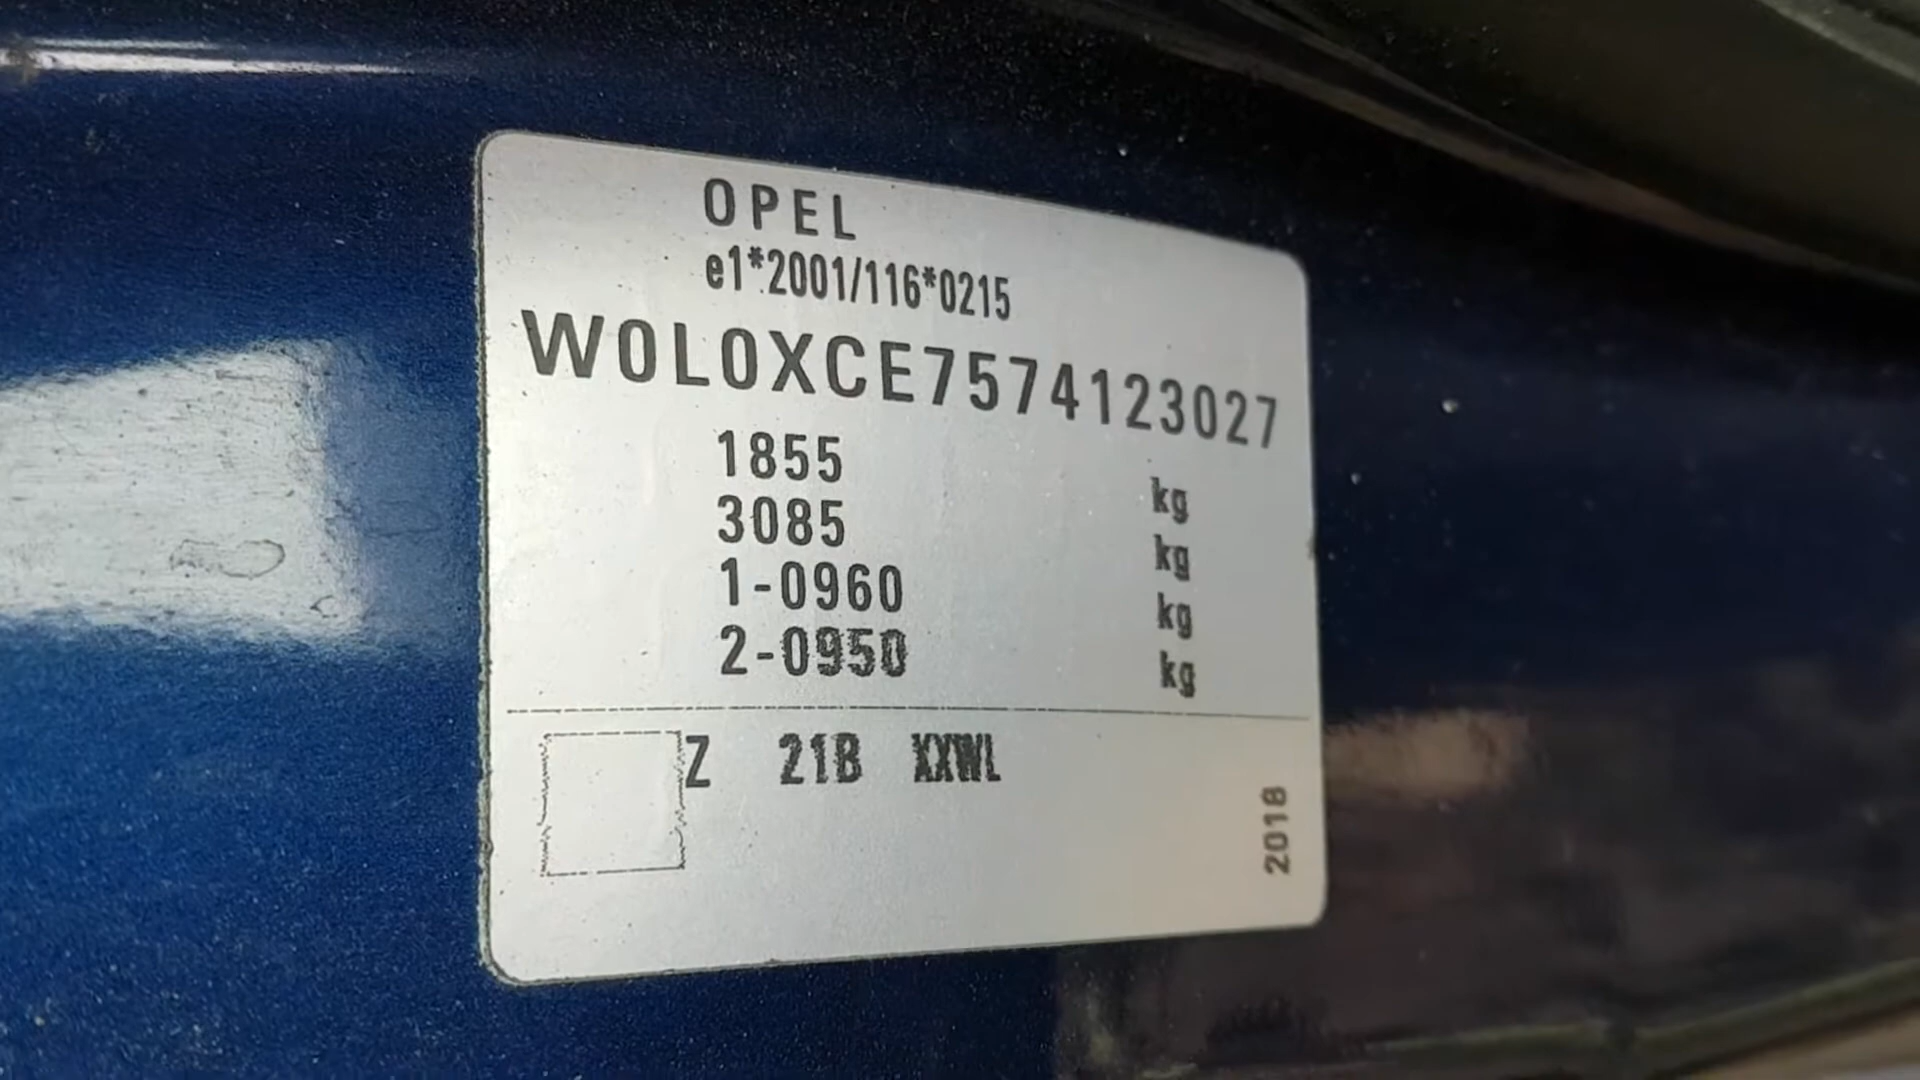 OPEL
e1*2001/116*0215
W0L0XCE7574123027
1855 kg
3085 kg
1-0960 kg
2-0950 kg
Z 21B XXWL
2018